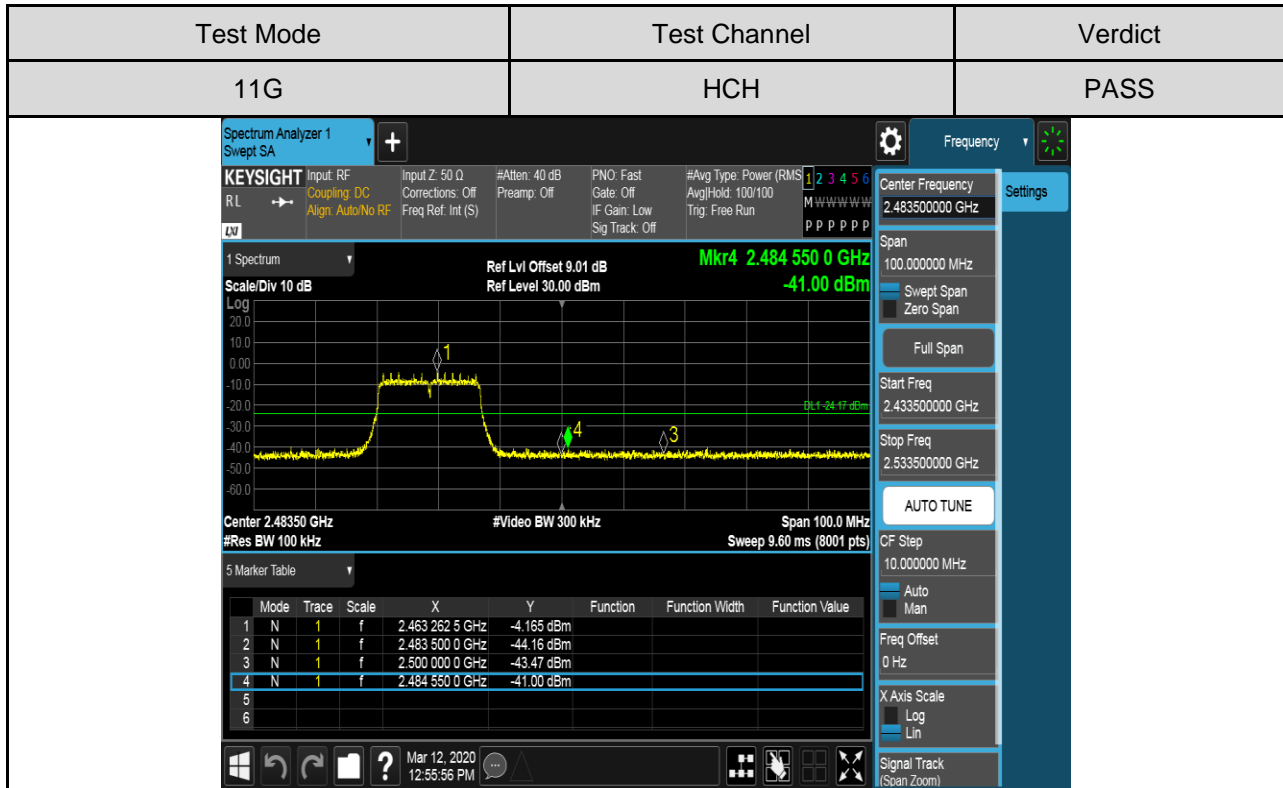 Test Mode Test Channel Verdict
11G HCH PASS
Spectrum Analyzer 1
Swept SA
+
Frequency
KEYSIGHT
RL
LXI
Input: RF
Coupling: DC
Align: Auto/No RF
Input Z: 50 Ω
Corrections: Off
Freq Ref: Int (S)
#Atten: 40 dB
Preamp: Off
PNO: Fast
Gate: Off
IF Gain: Low
Sig Track: Off
#Avg Type: Power (RMS
Avg|Hold: 100/100
Trig: Free Run
1 2 3 4 5 6
M W W W W W
P P P P P P
1 Spectrum
Scale/Div 10 dB
Ref Lvl Offset 9.01 dB
Ref Level 30.00 dBm
Mkr4 2.484 550 0 GHz
-41.00 dBm
Log
20.0
10.0
0.00
-10.0
-20.0
-30.0
-40.0
-50.0
-60.0
1
4
3
DL1 -24.17 dBm
Center 2.48350 GHz #Video BW 300 kHz Span 100.0 MHz
#Res BW 100 kHz Sweep 9.60 ms (8001 pts)
5 Marker Table
Mode Trace Scale X Y Function Function Width Function Value
1 N 1 f 2.463 262 5 GHz -4.165 dBm
2 N 1 f 2.483 500 0 GHz -44.16 dBm
3 N 1 f 2.500 000 0 GHz -43.47 dBm
4 N 1 f 2.484 550 0 GHz -41.00 dBm
5
6
? Mar 12, 2020
12:55:56 PM
Center Frequency
2.483500000 GHz
Settings
Span
100.000000 MHz
Swept Span
Zero Span
Full Span
Start Freq
2.433500000 GHz
Stop Freq
2.533500000 GHz
AUTO TUNE
CF Step
10.000000 MHz
Auto
Man
Freq Offset
0 Hz
X Axis Scale
Log
Lin
Signal Track
(Span Zoom)